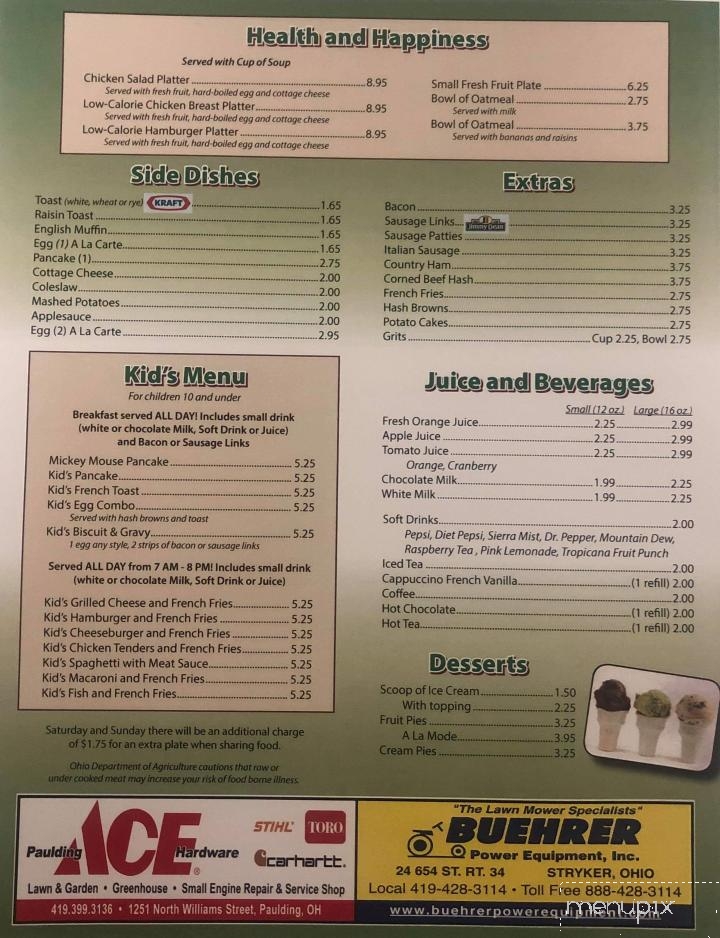 Health and Happiness
Served with Cup of Soup
Chicken Salad Platter 8.95
Served with fresh fruit, hard-boiled egg and cottage cheese
Low-Calorie Chicken Breast Platter 8.95
Served with fresh fruit, hard-boiled egg and cottage cheese
Low-Calorie Hamburger Platter 8.95
Served with fresh fruit, hard-boiled egg and cottage cheese
Small Fresh Fruit Plate 6.25
Bowl of Oatmeal 2.75
Served with milk
Bowl of Oatmeal 3.75
Served with bananas and raisins
Side Dishes
Toast (white, wheat or rye) KRAFT 1.65
Raisin Toast 1.65
English Muffin 1.65
Egg (1) A La Carte 1.65
Pancake (1) 2.75
Cottage Cheese 2.00
Coleslaw 2.00
Mashed Potatoes 2.00
Applesauce 2.00
Egg (2) A La Carte 2.95
Extras
Bacon 3.25
Sausage Links Jimmy Dean 3.25
Sausage Patties 3.25
Italian Sausage 3.25
Country Ham 3.75
Corned Beef Hash 3.75
French Fries 2.75
Hash Browns 2.75
Potato Cakes 2.75
Grits Cup 2.25, Bowl 2.75
Kid's Menu
For children 10 and under
Breakfast served ALL DAY! Includes small drink
(white or chocolate Milk, Soft Drink or Juice)
and Bacon or Sausage Links
Mickey Mouse Pancake 5.25
Kid's Pancake 5.25
Kid's French Toast 5.25
Kid's Egg Combo 5.25
Served with hash browns and toast
Kid's Biscuit & Gravy 5.25
1 egg any style, 2 strips of bacon or sausage links
Served ALL DAY from 7 AM - 8 PM! Includes small drink
(white or chocolate Milk, Soft Drink or Juice)
Kid's Grilled Cheese and French Fries 5.25
Kid's Hamburger and French Fries 5.25
Kid's Cheeseburger and French Fries 5.25
Kid's Chicken Tenders and French Fries 5.25
Kid's Spaghetti with Meat Sauce 5.25
Kid's Macaroni and French Fries 5.25
Kid's Fish and French Fries 5.25
Saturday and Sunday there will be an additional charge
of $1.75 for an extra plate when sharing food.
Ohio Department of Agriculture cautions that raw or
under cooked meat may increase your risk of food borne illness.
Juice and Beverages
Small (12 oz.) Large (16 oz.)
Fresh Orange Juice 2.25 2.99
Apple Juice 2.25 2.99
Tomato Juice 2.25 2.99
Orange, Cranberry
Chocolate Milk 1.99 2.25
White Milk 1.99 2.25
Soft Drinks 2.00
Pepsi, Diet Pepsi, Sierra Mist, Dr. Pepper, Mountain Dew,
Raspberry Tea , Pink Lemonade, Tropicana Fruit Punch
Iced Tea 2.00
Cappuccino French Vanilla (1 refill) 2.00
Coffee 2.00
Hot Chocolate (1 refill) 2.00
Hot Tea (1 refill) 2.00
Desserts
Scoop of Ice Cream 1.50
With topping 2.25
Fruit Pies 3.25
A La Mode 3.95
Cream Pies 3.25
Paulding ACE Hardware
STIHL TORO
carhartt.
Lawn & Garden • Greenhouse • Small Engine Repair & Service Shop
419.399.3136 • 1251 North Williams Street, Paulding, OH
"The Lawn Mower Specialists"
BUEHRER
Power Equipment, Inc.
24 654 ST. RT. 34 STRYKER, OHIO
Local 419-428-3114 • Toll Free 888-428-3114
www.buehrerpowerequipment.com
menupix